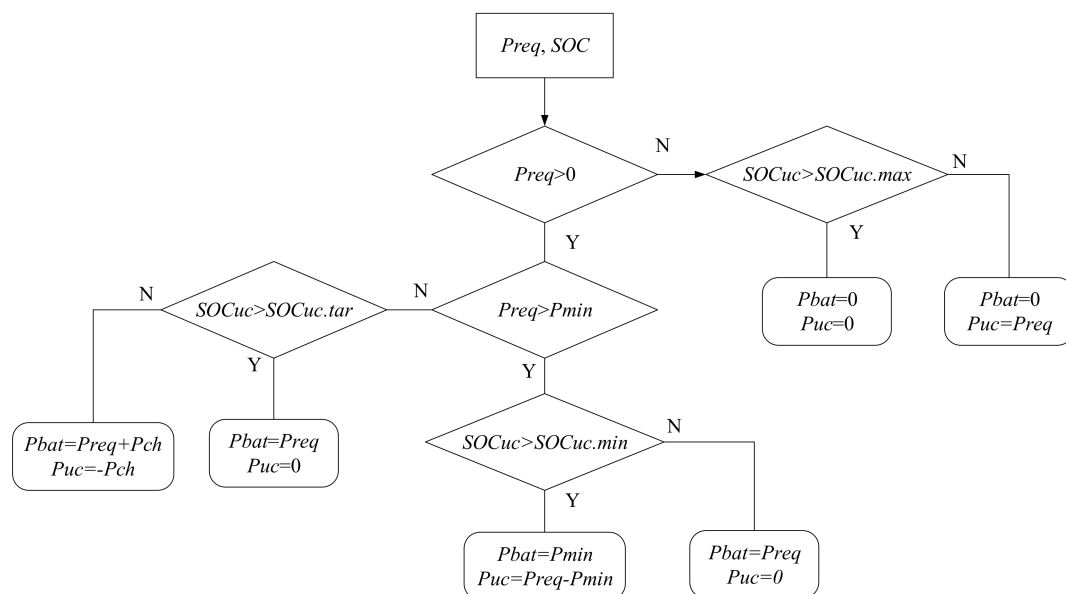 Preq, SOC
N
N
Preq>0
SOCuc>SOCuc.max
Y
Y
N
N
SOCuc>SOCuc.tar
Preq>Pmin
Pbat=0
Puc=0
Pbat=0
Puc=Preq
Y
Y
Pbat=Preq+Pch
Puc=-Pch
Pbat=Preq
Puc=0
SOCuc>SOCuc.min
N
Y
Pbat=Pmin
Puc=Preq-Pmin
Pbat=Preq
Puc=0